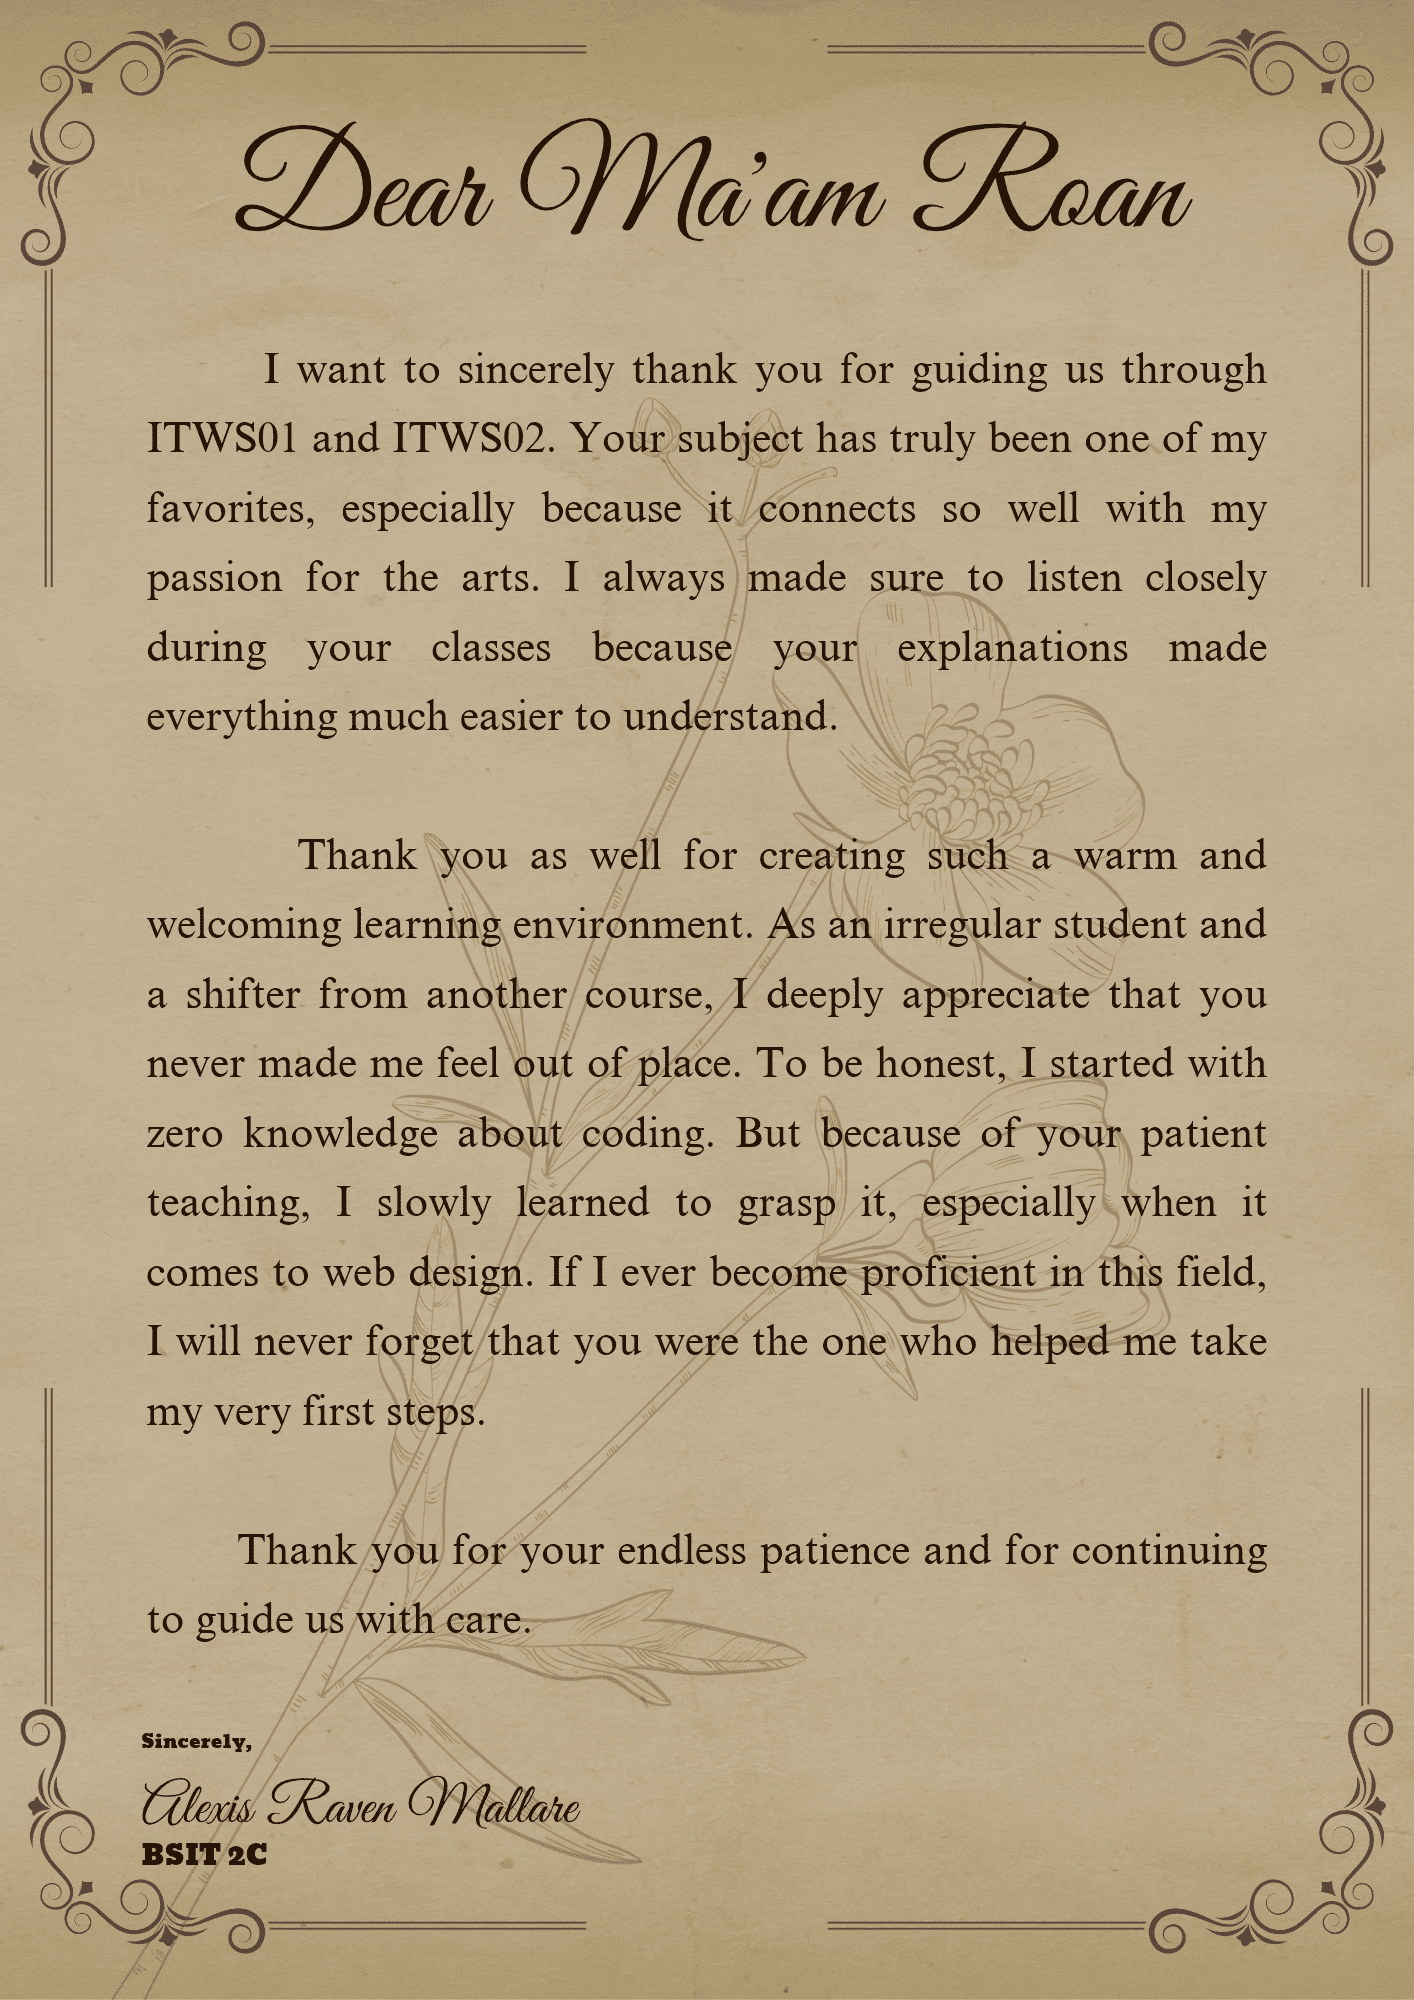 Dear Ma'am Roan
I want to sincerely thank you for guiding us through
ITWS01 and ITWS02. Your subject has truly been one of my
favorites, especially because it connects so well with my
passion for the arts. I always made sure to listen closely
during your classes because your explanations made
everything much easier to understand.
Thank you as well for creating such a warm and
welcoming learning environment. As an irregular student and
a shifter from another course, I deeply appreciate that you
never made me feel out of place. To be honest, I started with
zero knowledge about coding. But because of your patient
teaching, I slowly learned to grasp it, especially when it
comes to web design. If I ever become proficient in this field,
I will never forget that you were the one who helped me take
my very first steps.
Thank you for your endless patience and for continuing
to guide us with care.
Sincerely,
Alexis Raven Mallare
BSIT 2C